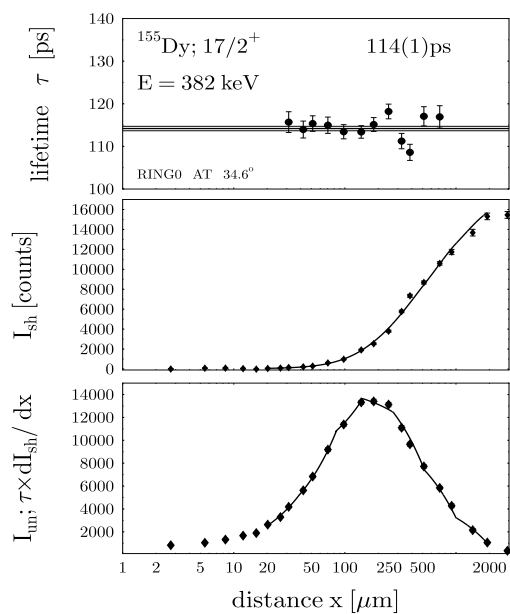 140
130
120
110
100
lifetime τ [ps]
¹⁵⁵Dy; 17/2⁺ 114(1)ps
E = 382 keV
RING0 AT 34.6°
16000
14000
12000
10000
8000
6000
4000
2000
0
I_sh [counts]
14000
12000
10000
8000
6000
4000
2000
I_un; τ×dI_sh/ dx
1 2 5 10 20 50 100 250 500 2000
distance x [μm]